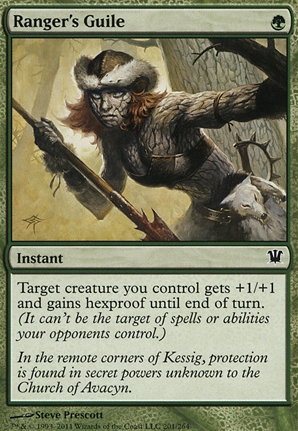 Ranger's Guile
Instant
Target creature you control gets +1/+1
and gains hexproof until end of turn.
(It can't be the target of spells or abilities
your opponents control.)
In the remote corners of Kessig, protection
is found in secret powers unknown to the
Church of Avacyn.
Steve Prescott
™ & © 1993–2011 Wizards of the Coast LLC 201/264